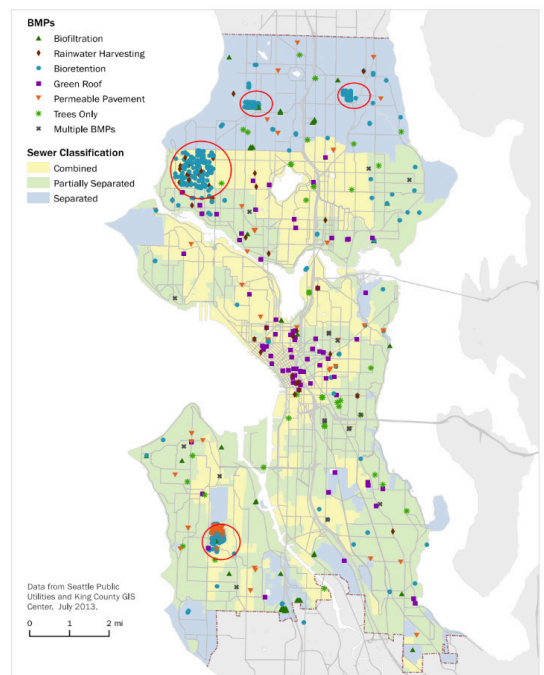 BMPs
Biofiltration
Rainwater Harvesting
Bioretention
Green Roof
Permeable Pavement
Trees Only
Multiple BMPs
Sewer Classification
Combined
Partially Separated
Separated
Data from Seattle Public
Utilities and King County GIS
Center. July 2013.
0 1 2 mi